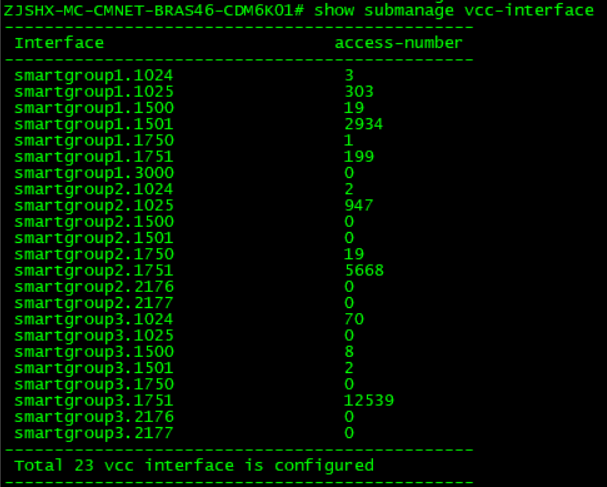 ZJSHX-MC-CMNET-BRAS46-CDM6K01# show submanage vcc-interface
-----------------------------------------------
Interface access-number
-----------------------------------------------
smartgroup1.1024 3
smartgroup1.1025 303
smartgroup1.1500 19
smartgroup1.1501 2934
smartgroup1.1750 1
smartgroup1.1751 199
smartgroup1.3000 0
smartgroup2.1024 2
smartgroup2.1025 947
smartgroup2.1500 0
smartgroup2.1501 0
smartgroup2.1750 19
smartgroup2.1751 5668
smartgroup2.2176 0
smartgroup2.2177 0
smartgroup3.1024 70
smartgroup3.1025 0
smartgroup3.1500 8
smartgroup3.1501 2
smartgroup3.1750 0
smartgroup3.1751 12539
smartgroup3.2176 0
smartgroup3.2177 0
-----------------------------------------------
Total 23 vcc interface is configured
-----------------------------------------------